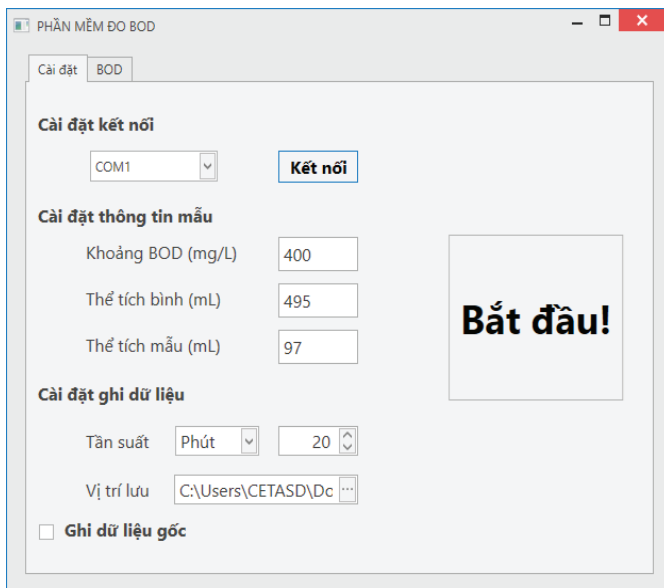 PHẦN MỀM ĐO BOD
Cài đặt BOD
Cài đặt kết nối
COM1 Kết nối
Cài đặt thông tin mẫu
Khoảng BOD (mg/L) 400
Thể tích bình (mL) 495
Thể tích mẫu (mL) 97
Bắt đầu!
Cài đặt ghi dữ liệu
Tần suất Phút 20
Vị trí lưu C:\Users\CETASD\Dc ...
Ghi dữ liệu gốc